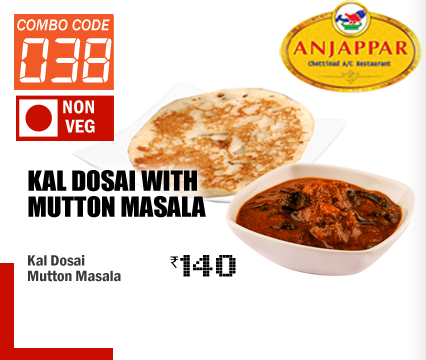 COMBO CODE
038
NON
VEG
ANJAPPAR
Chettinad A/C Restaurant
KAL DOSAI WITH
MUTTON MASALA
Kal Dosai
Mutton Masala
₹140